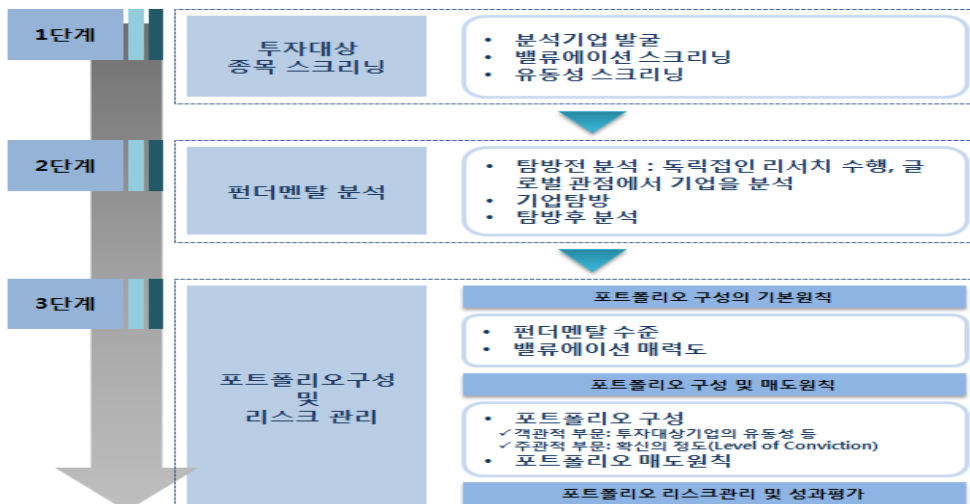 1단계
투자대상
종목 스크리닝
• 분석기업 발굴
• 밸류에이션 스크리닝
• 유동성 스크리닝
2단계
펀더멘탈 분석
• 탐방전 분석 : 독립접인 리서치 수행, 글
로벌 관점에서 기업을 분석
• 기업탐방
• 탐방후 분석
3단계
포트폴리오구성
및
리스크 관리
포트폴리오 구성의 기본원칙
• 펀더멘탈 수준
• 밸류에이션 매력도
포트폴리오 구성 및 매도원칙
• 포트폴리오 구성
✓객관적 부문: 투자대상기업의 유동성 등
✓주관적 부문: 확신의 정도(Level of Conviction)
• 포트폴리오 매도원칙
포트폴리오 리스크관리 및 성과평가